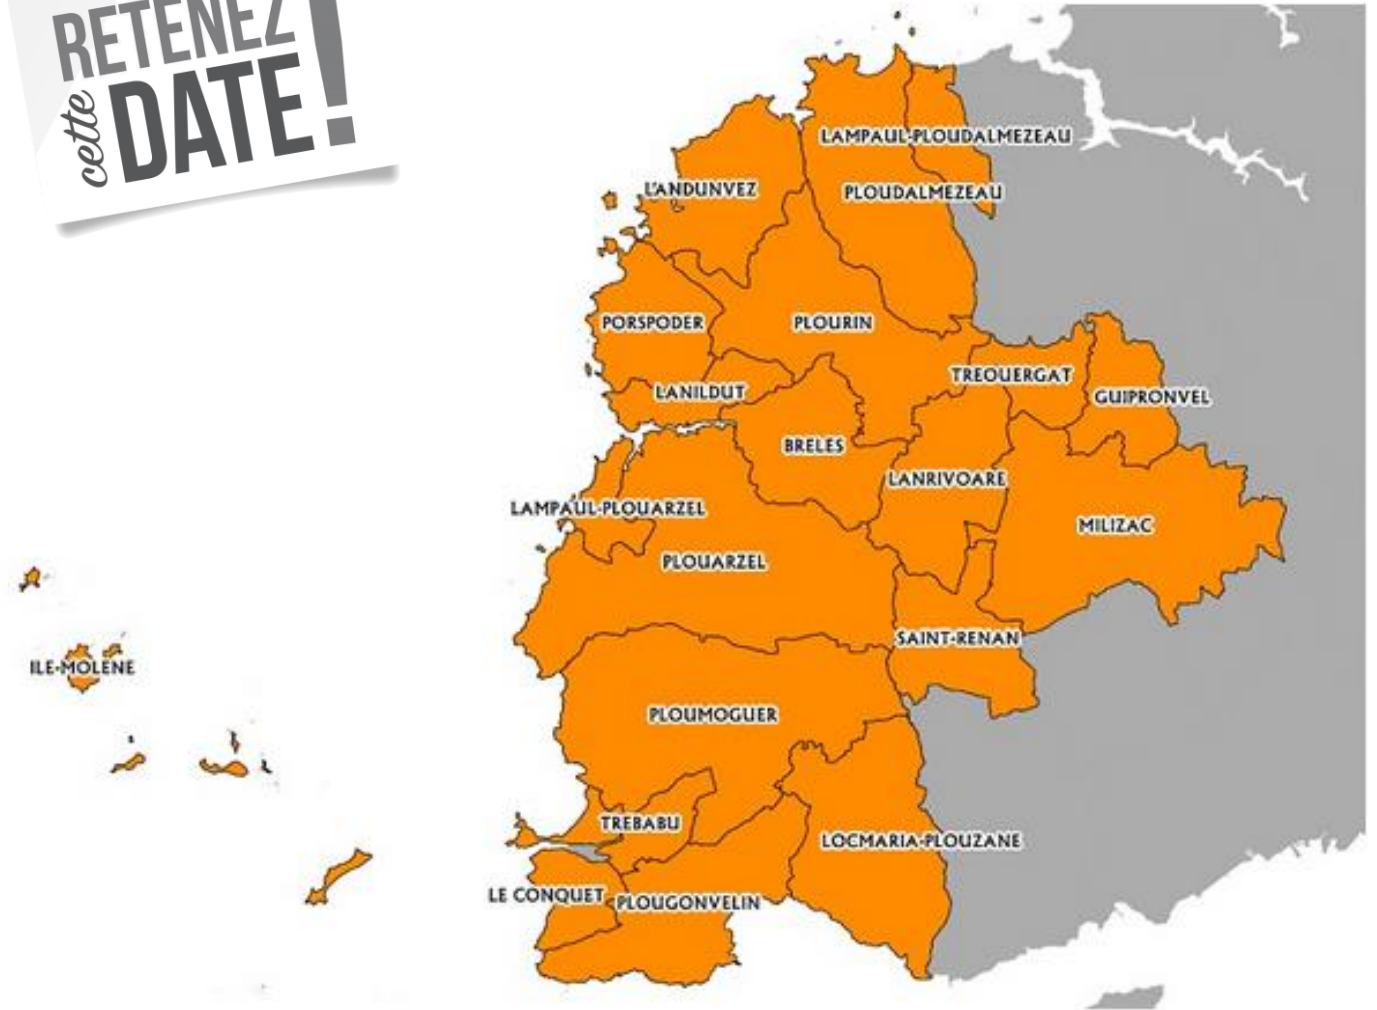 RETENEZ
cette DATE!
LAMPAUL-PLOUDALMEZEAU
LANDUNVEZ
PLOUDALMEZEAU
PORSPODER
PLOURIN
TREOUERGAT
LANILDUT
GUIPRONVEL
BRELES
LANRIVOARE
LAMPAUL-PLOUARZEL
MILIZAC
PLOUARZEL
SAINT-RENAN
ILE-MOLENE
PLOUMOGUER
TREBABU
LOCMARIA-PLOUZANE
LE CONQUET
PLOUGONVELIN